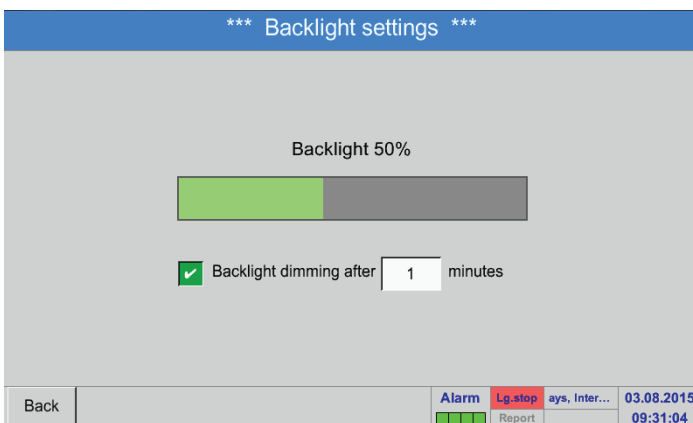 *** Backlight settings ***
Backlight 50%
Backlight dimming after 1 minutes
Back
Alarm Lg.stop ays, Inter... 03.08.2015
Report 09:31:04